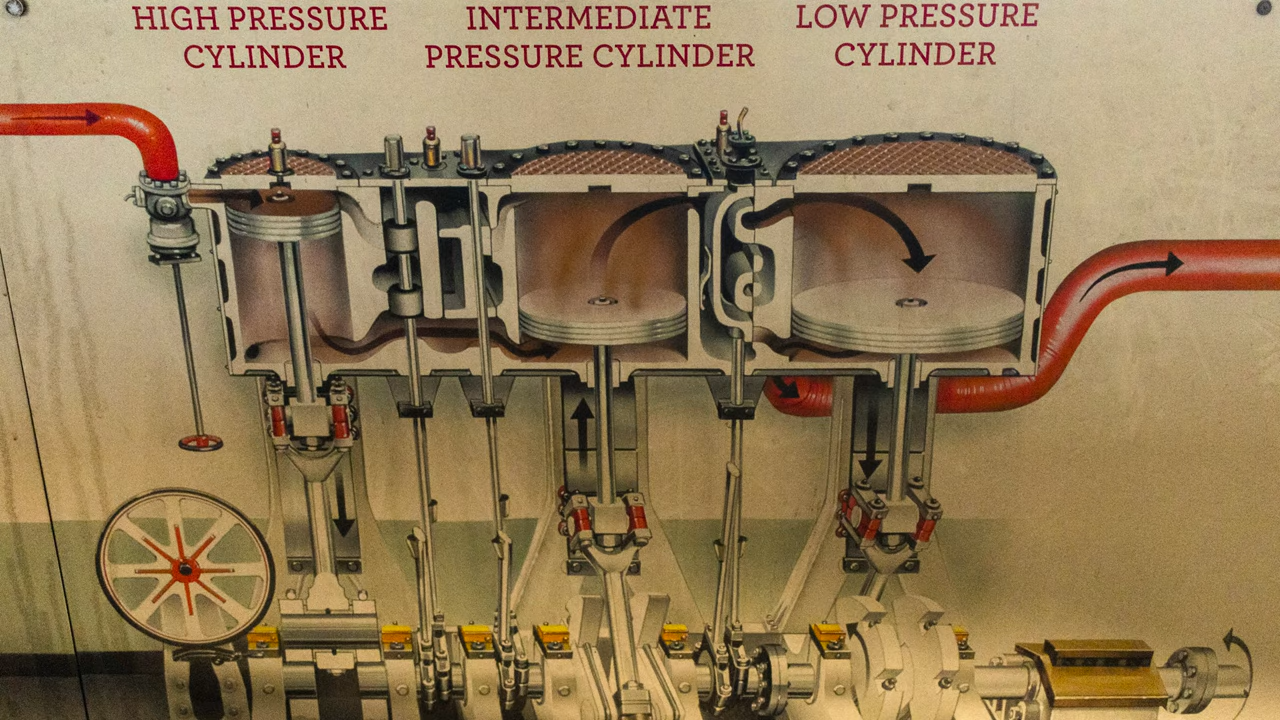 HIGH PRESSURE
CYLINDER
INTERMEDIATE
PRESSURE CYLINDER
LOW PRESSURE
CYLINDER